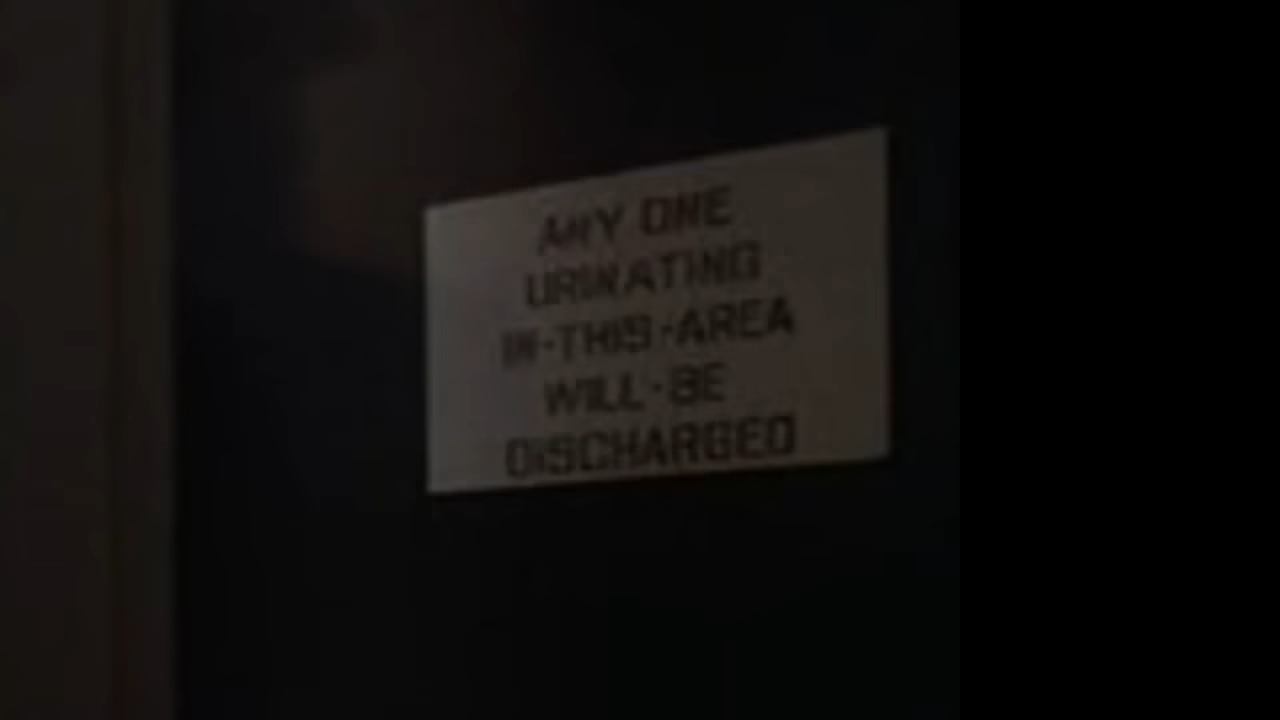 ANY ONE
URINATING
IN-THIS-AREA
WILL-BE
DISCHARGED